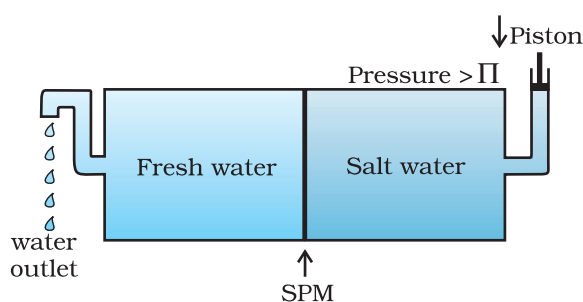 Piston
Pressure > Π
Fresh water
Salt water
water
outlet
SPM